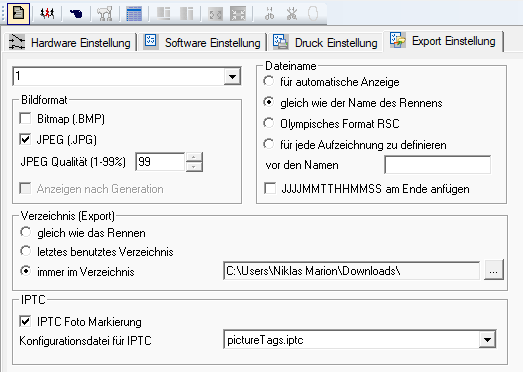 Hardware Einstellung
Software Einstellung
Druck Einstellung
Export Einstellung
1
Bildformat
Bitmap (.BMP)
JPEG (.JPG)
JPEG Qualität (1-99%)
99
Anzeigen nach Generation
Dateiname
für automatische Anzeige
gleich wie der Name des Rennens
Olympisches Format RSC
für jede Aufzeichnung zu definieren
vor den Namen
JJJJMMTTHHMMSS am Ende anfügen
Verzeichnis (Export)
gleich wie das Rennen
letztes benutztes Verzeichnis
immer im Verzeichnis
C:\Users\Niklas Marion\Downloads\
...
IPTC
IPTC Foto Markierung
Konfigurationsdatei für IPTC
pictureTags.iptc